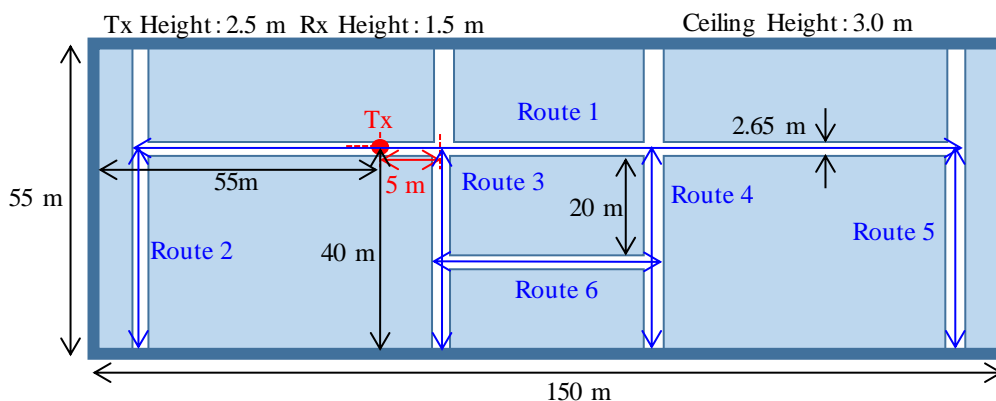 Tx Height : 2.5 m Rx Height : 1.5 m
Ceiling Height : 3.0 m
Tx
Route 1
2.65 m
55m
5 m
Route 3
Route 4
55 m
20 m
Route 2
40 m
Route 5
Route 6
150 m